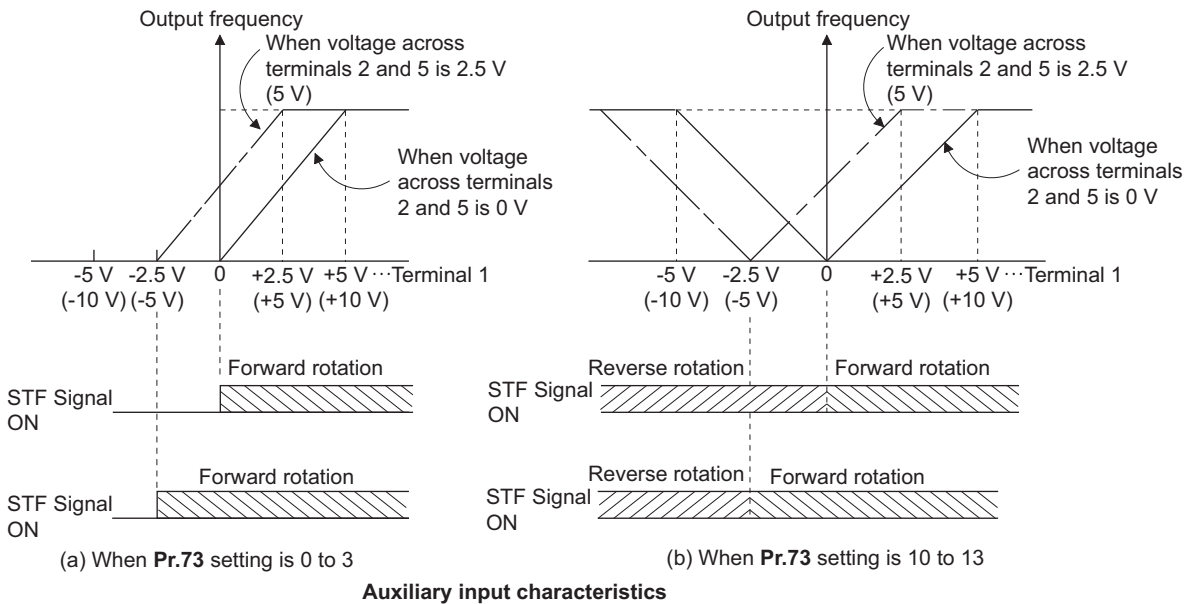 Output frequency
When voltage across
terminals 2 and 5 is 2.5 V
(5 V)
When voltage
across terminals
2 and 5 is 0 V
-5 V -2.5 V 0 +2.5 V +5 V ···Terminal 1
(-10 V) (-5 V) (+5 V) (+10 V)
Forward rotation
STF Signal
ON
Forward rotation
STF Signal
ON
(a) When Pr.73 setting is 0 to 3
Output frequency
When voltage across
terminals 2 and 5 is 2.5 V
(5 V)
When voltage
across terminals
2 and 5 is 0 V
-5 V -2.5 V 0 +2.5 V +5 V ···Terminal 1
(-10 V) (-5 V) (+5 V) (+10 V)
Reverse rotation Forward rotation
STF Signal
ON
Reverse rotation Forward rotation
STF Signal
ON
(b) When Pr.73 setting is 10 to 13
Auxiliary input characteristics